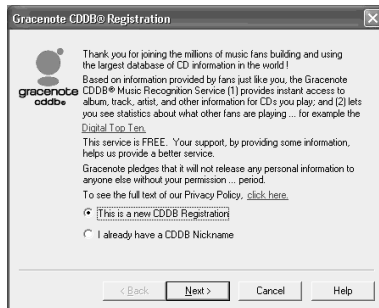 Gracenote CDDB® Registration
Thank you for joining the millions of music fans building and using
the largest database of CD information in the world !
Based on information provided by fans just like you, the Gracenote
CDDB® Music Recognition Service (1) provides instant access to
album, track, artist, and other information for CDs you play; and (2) lets
you see statistics about what other fans are playing ... for example the
Digital Top Ten.
gracenote
cddb®
This service is FREE. Your support, by providing some information,
helps us provide a better service.
Gracenote pledges that it will not release any personal information to
anyone else without your permission ... period.
To see the full text of our Privacy Policy, click here.
This is a new CDDB Registration
I already have a CDDB Nickname
< Back
Next >
Cancel
Help